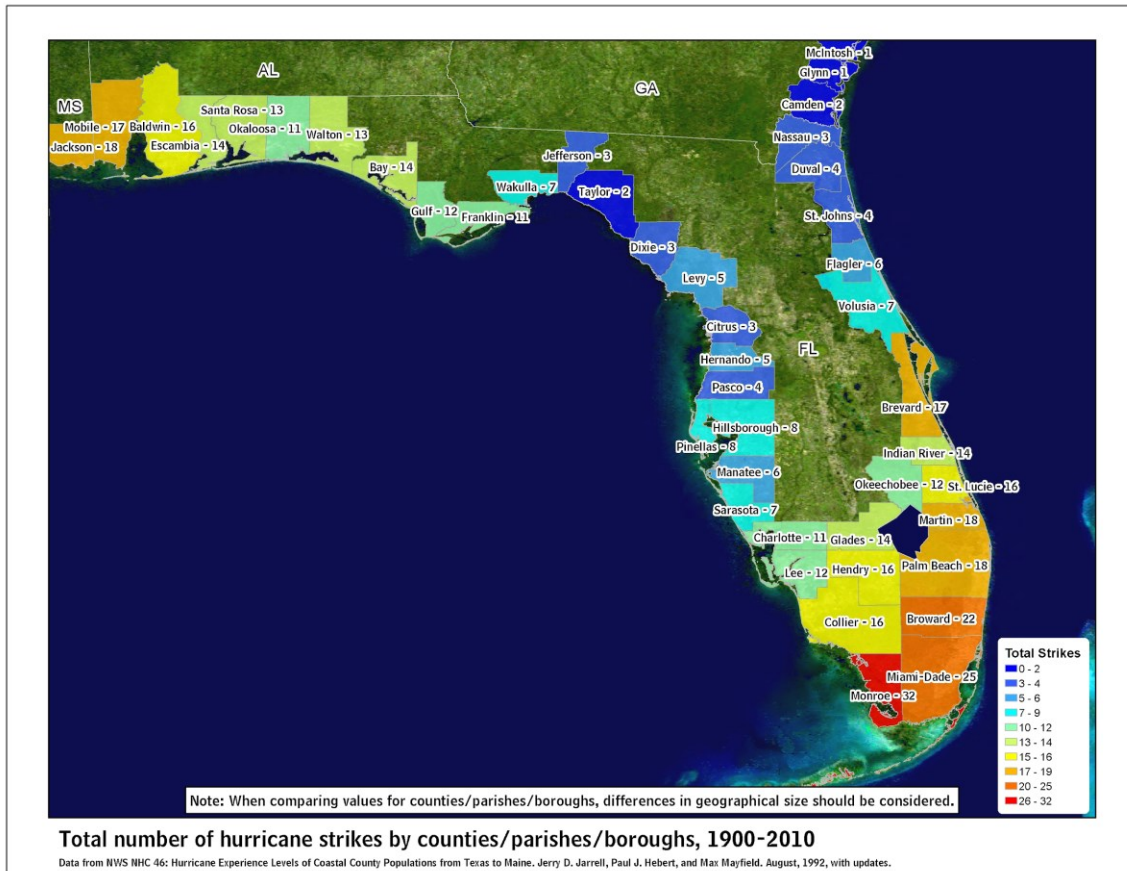 McIntosh - 1
AL
Glynn - 1
GA
MS
Santa Rosa - 13
Camden - 2
Mobile - 17
Baldwin - 16
Okaloosa - 11
Walton - 13
Nassau - 3
Jackson - 18
Escambia - 14
Jefferson - 3
Bay - 14
Duval - 4
Wakulla - 7
Taylor - 2
Gulf - 12
Franklin - 11
St. Johns - 4
Dixie - 3
Flagler - 6
Levy - 5
Volusia - 7
Citrus - 3
FL
Hernando - 5
Pasco - 4
Brevard - 17
Hillsborough - 8
Pinellas - 8
Indian River - 14
Manatee - 6
Okeechobee - 12
St. Lucie - 16
Sarasota - 7
Martin - 18
Charlotte - 11
Glades - 14
Lee - 12
Hendry - 16
Palm Beach - 18
Collier - 16
Broward - 22
Miami-Dade - 25
Monroe - 32
Total Strikes
0 - 2
3 - 4
5 - 6
7 - 9
10 - 12
13 - 14
15 - 16
17 - 19
20 - 25
26 - 32
Note: When comparing values for counties/parishes/boroughs, differences in geographical size should be considered.
Total number of hurricane strikes by counties/parishes/boroughs, 1900-2010
Data from NWS NHC 46: Hurricane Experience Levels of Coastal County Populations from Texas to Maine. Jerry D. Jarrell, Paul J. Hebert, and Max Mayfield. August, 1992, with updates.